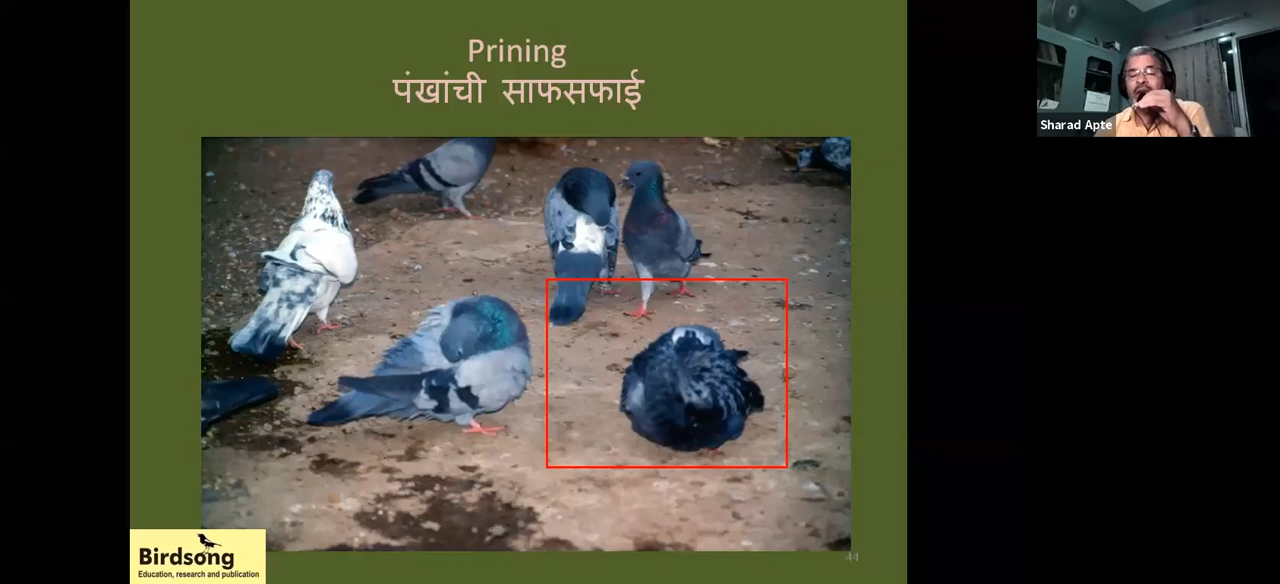 Prining
पंखांची साफसफाई
Sharad Apte
Birdsong
Education, research and publication
44